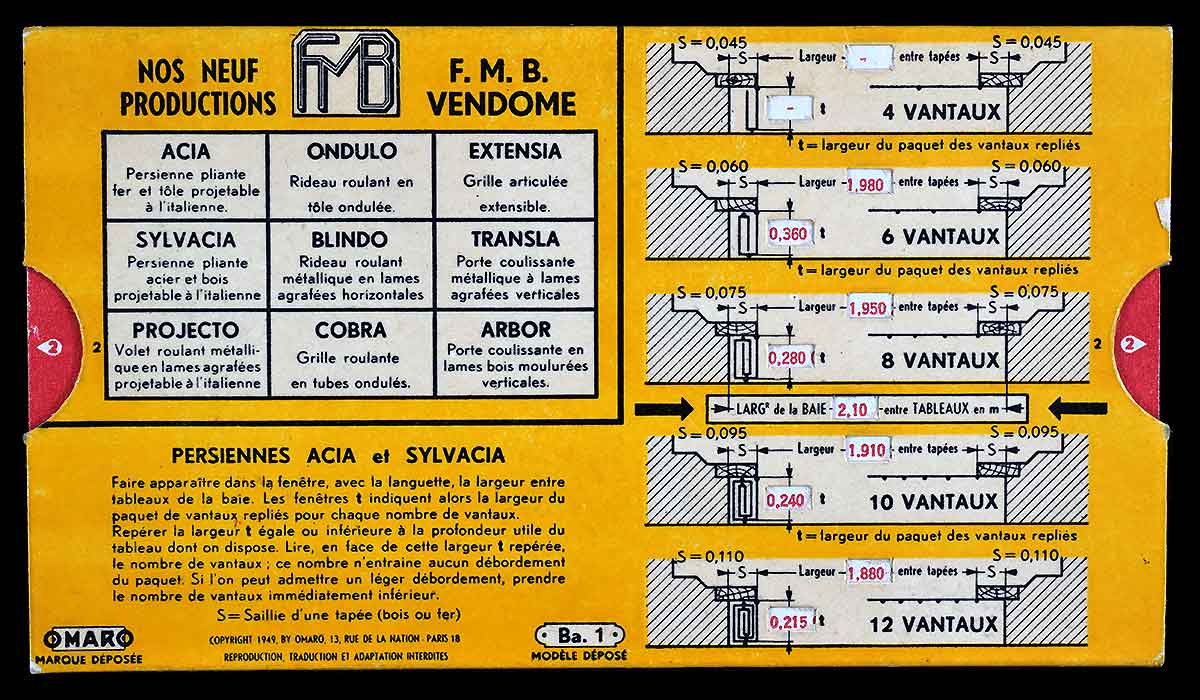 FMB
NOS NEUF
PRODUCTIONS
F. M. B.
VENDOME
ACIA
Persienne pliante
fer et tôle projetable
à l'italienne.
ONDULO
Rideau roulant en
tôle ondulée.
EXTENSIA
Grille articulée
extensible.
SYLVACIA
Persienne pliante
acier et bois
projetable à l'italienne
BLINDO
Rideau roulant
métallique en lames
agrafées horizontales
TRANSLA
Porte coulissante
métallique à lames
agrafées verticales
PROJECTO
Volet roulant métalli-
que en lames agrafées
projetable à l'italienne
COBRA
Grille roulante
en tubes ondulés.
ARBOR
Porte coulissante en
lames bois moulurées
verticales.
2
2
PERSIENNES ACIA et SYLVACIA
Faire apparaître dans la fenêtre, avec la languette, la largeur entre
tableaux de la baie. Les fenêtres t indiquent alors la largeur du
paquet de vantaux repliés pour chaque nombre de vantaux.
Repérer la largeur t égale ou inférieure à la profondeur utile du
tableau dont on dispose. Lire, en face de cette largeur t repérée,
le nombre de vantaux ; ce nombre n'entraine aucun débordement
du paquet. Si l'on peut admettre un léger débordement, prendre
le nombre de vantaux immédiatement inférieur.
S = Saillie d'une tapée (bois ou fer)
OMARO
MARQUE DÉPOSÉE
COPYRIGHT 1949, BY OMARO, 13, RUE DE LA NATION - PARIS 18
REPRODUCTION, TRADUCTION ET ADAPTATION INTERDITES
Ba. 1
MODÈLE DÉPOSÉ
S = 0,045 S = 0,045
S Largeur - entre tapées S
- t
4 VANTAUX
t = largeur du paquet des vantaux repliés
S = 0,060 S = 0,060
S Largeur 1,980 entre tapées S
0,360 t
6 VANTAUX
t = largeur du paquet des vantaux repliés
S = 0,075 S = 0,075
S Largeur 1,950 entre tapées S
0,280 t
8 VANTAUX
2 2
LARGR de la BAIE 2,10 entre TABLEAUX en m
S = 0,095 S = 0,095
S Largeur 1,910 entre tapées S
0,240 t
10 VANTAUX
t = largeur du paquet des vantaux repliés
S = 0,110 S = 0,110
S Largeur 1,880 entre tapées S
0,215 t
12 VANTAUX